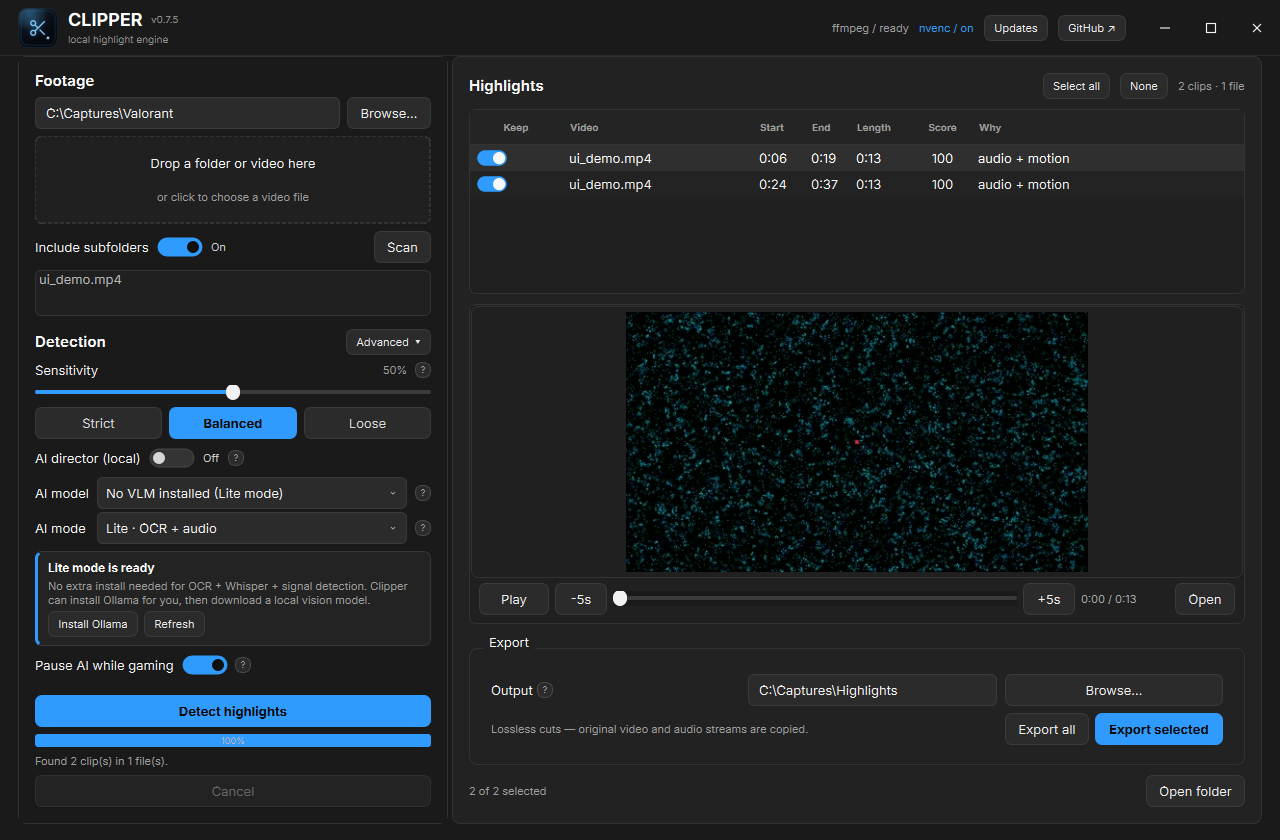 CLIPPER v0.7.5
local highlight engine
ffmpeg / ready nvenc / on Updates GitHub ↗
Footage
C:\Captures\Valorant Browse...
Drop a folder or video here
or click to choose a video file
Include subfolders On Scan
ui_demo.mp4
Detection Advanced ▾
Sensitivity 50% ?
Strict Balanced Loose
AI director (local) Off ?
AI model No VLM installed (Lite mode) ?
AI mode Lite · OCR + audio ?
Lite mode is ready
No extra install needed for OCR + Whisper + signal detection. Clipper
can install Ollama for you, then download a local vision model.
Install Ollama Refresh
Pause AI while gaming ?
Detect highlights
100%
Found 2 clip(s) in 1 file(s).
Cancel
Highlights Select all None 2 clips · 1 file
Keep Video Start End Length Score Why
ui_demo.mp4 0:06 0:19 0:13 100 audio + motion
ui_demo.mp4 0:24 0:37 0:13 100 audio + motion
Play -5s +5s 0:00 / 0:13 Open
Export
Output ? C:\Captures\Highlights Browse...
Lossless cuts — original video and audio streams are copied. Export all Export selected
2 of 2 selected Open folder